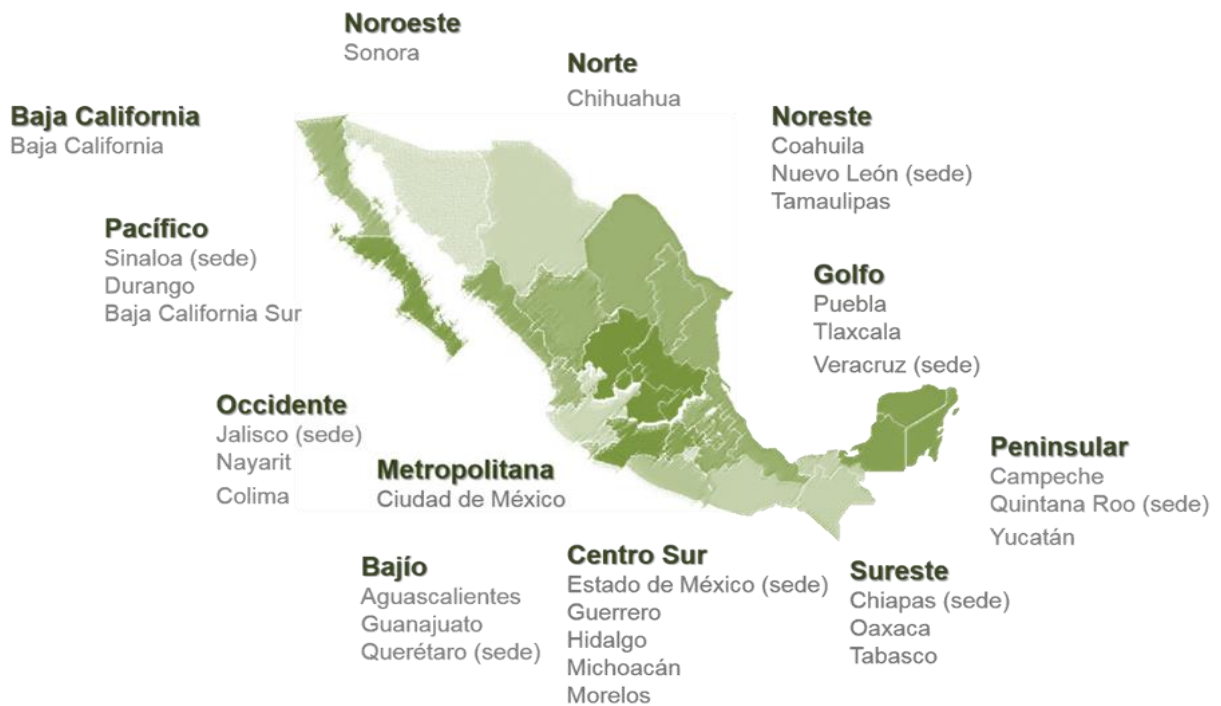 Noroeste
Sonora
Norte
Chihuahua
Baja California
Baja California
Noreste
Coahuila
Nuevo León (sede)
Tamaulipas
Pacífico
Sinaloa (sede)
Durango
Baja California Sur
Golfo
Puebla
Tlaxcala
Veracruz (sede)
Occidente
Jalisco (sede)
Nayarit
Colima
Metropolitana
Ciudad de México
Peninsular
Campeche
Quintana Roo (sede)
Yucatán
Bajío
Aguascalientes
Guanajuato
Querétaro (sede)
Centro Sur
Estado de México (sede)
Guerrero
Hidalgo
Michoacán
Morelos
Sureste
Chiapas (sede)
Oaxaca
Tabasco